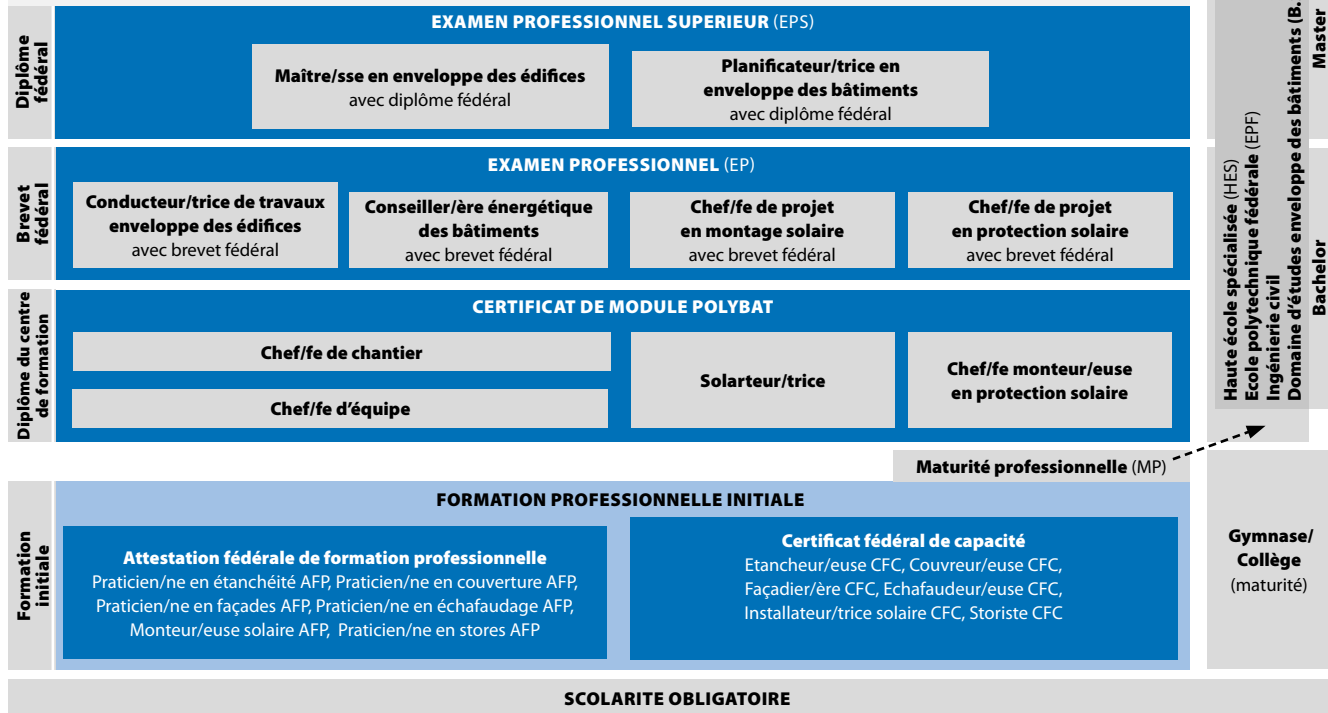 Diplôme
fédéral
EXAMEN PROFESSIONNEL SUPERIEUR (EPS)
Maître/sse en enveloppe des édifices
avec diplôme fédéral
Planificateur/trice en
enveloppe des bâtiments
avec diplôme fédéral
Brevet
fédéral
EXAMEN PROFESSIONNEL (EP)
Conducteur/trice de travaux
enveloppe des édifices
avec brevet fédéral
Conseiller/ère énergétique
des bâtiments
avec brevet fédéral
Chef/fe de projet
en montage solaire
avec brevet fédéral
Chef/fe de projet
en protection solaire
avec brevet fédéral
Diplôme du centre
de formation
CERTIFICAT DE MODULE POLYBAT
Chef/fe de chantier
Chef/fe d’équipe
Solarteur/trice
Chef/fe monteur/euse
en protection solaire
Haute école spécialisée (HES)
Ecole polytechnique fédérale (EPF)
Ingénierie civil
Domaine d’études enveloppe des bâtiments (B.
Master
Bachelor
Maturité professionnelle (MP)
Formation
initiale
FORMATION PROFESSIONNELLE INITIALE
Attestation fédérale de formation professionnelle
Praticien/ne en étanchéité AFP, Praticien/ne en couverture AFP,
Praticien/ne en façades AFP, Praticien/ne en échafaudage AFP,
Monteur/euse solaire AFP, Praticien/ne en stores AFP
Certificat fédéral de capacité
Etancheur/euse CFC, Couvreur/euse CFC,
Façadier/ère CFC, Echafaudeur/euse CFC,
Installateur/trice solaire CFC, Storiste CFC
Gymnase/
Collège
(maturité)
SCOLARITE OBLIGATOIRE